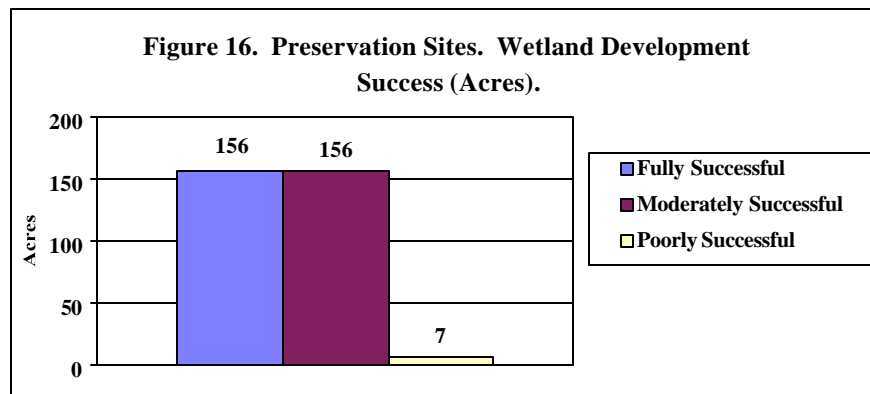 Figure 16.  Preservation Sites.  Wetland Development
Success (Acres).
200
150
100
50
0
Acres
156
156
7
Fully Successful
Moderately Successful
Poorly Successful